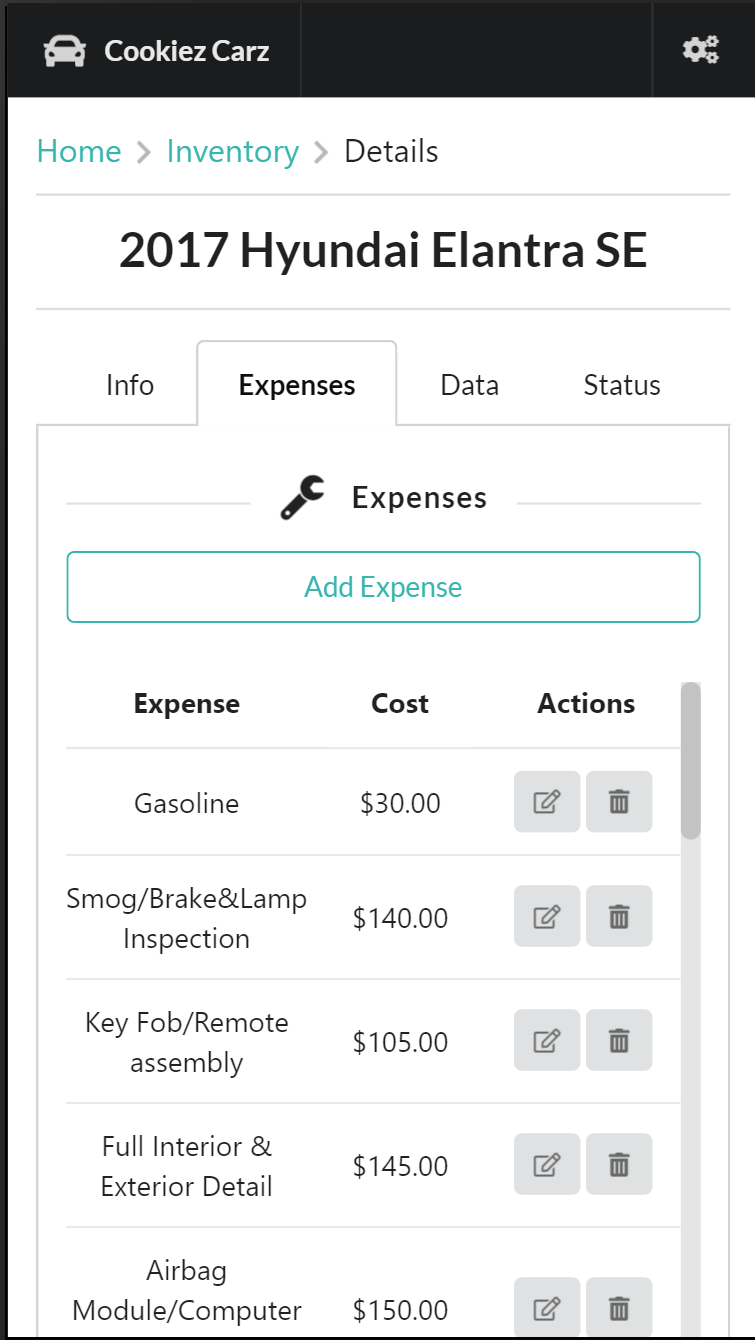 Cookiez Carz
Home Inventory Details
2017 Hyundai Elantra SE
Info Expenses Data Status
Expenses
Add Expense
Expense Cost Actions
Gasoline $30.00
Smog/Brake&Lamp
Inspection
$140.00
Key Fob/Remote
assembly
$105.00
Full Interior &
Exterior Detail
$145.00
Airbag
Module/Computer $150.00